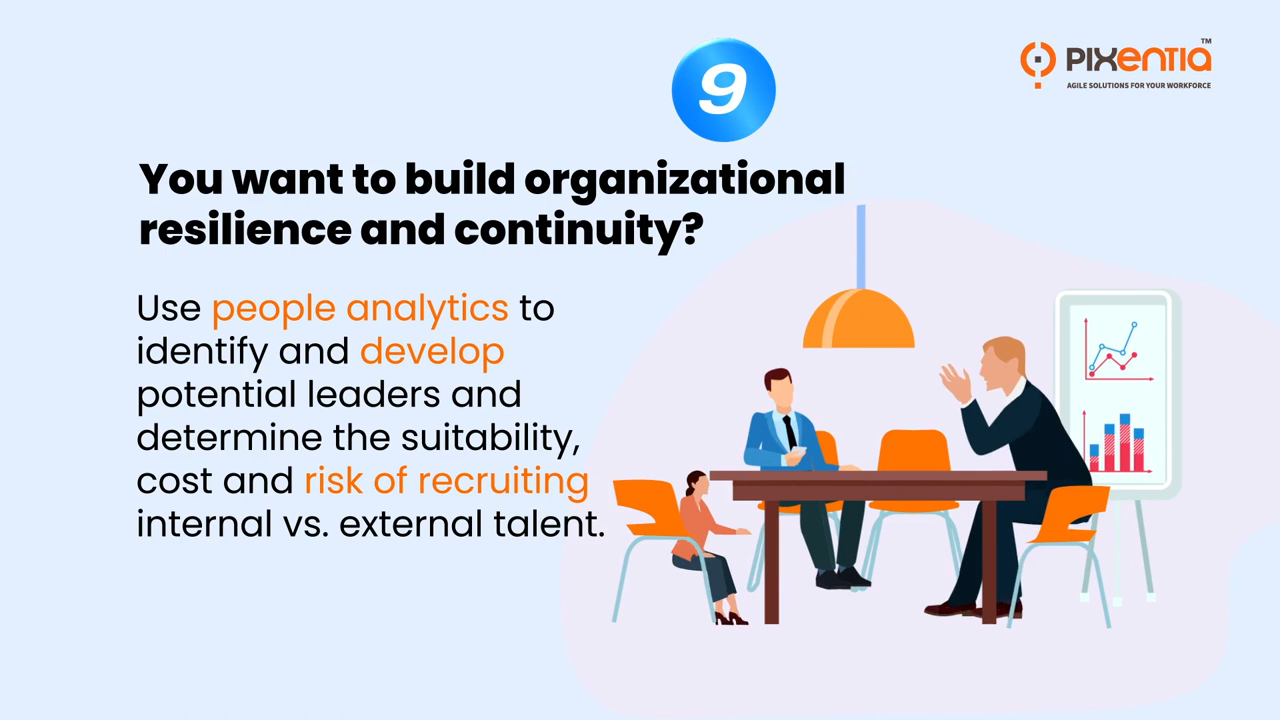 9
PIXENTIA™
AGILE SOLUTIONS FOR YOUR WORKFORCE
You want to build organizational
resilience and continuity?
Use people analytics to
identify and develop
potential leaders and
determine the suitability,
cost and risk of recruiting
internal vs. external talent.